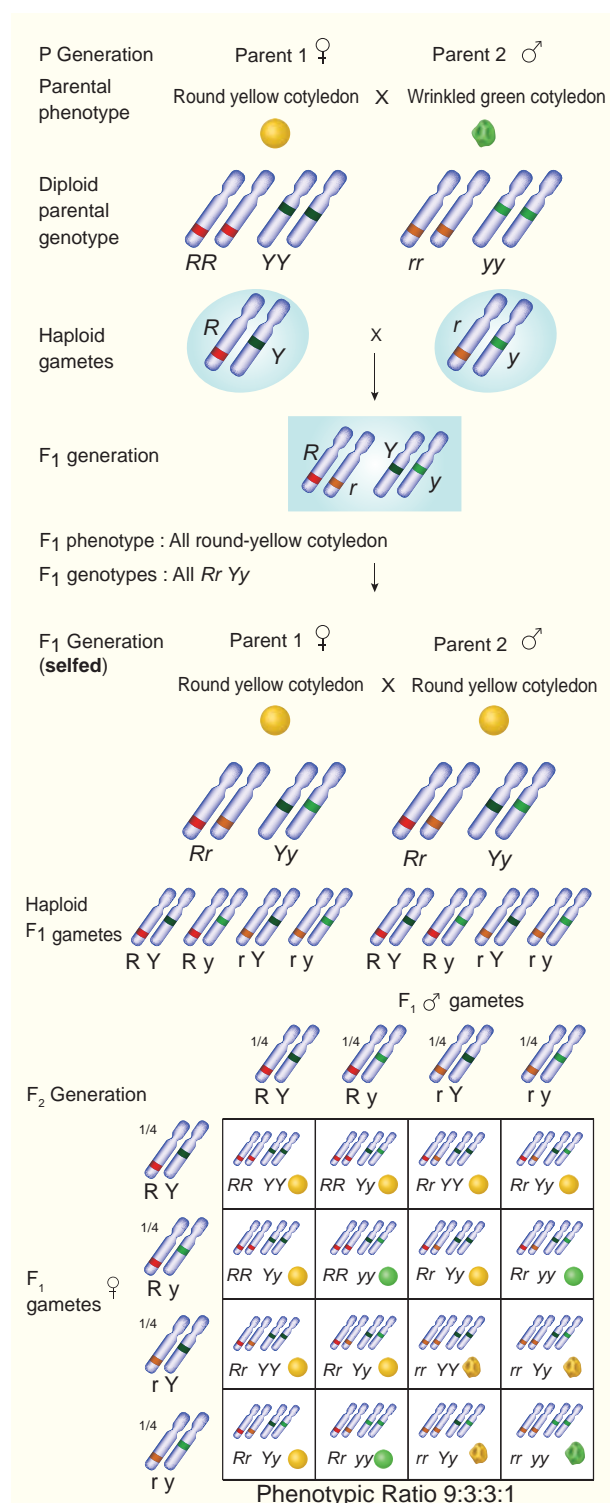 P Generation Parent 1 ♀ Parent 2 ♂
Parental phenotype Round yellow cotyledon X Wrinkled green cotyledon
Diploid parental genotype
RR YY rr yy
Haploid gametes R Y X r y
F1 generation R r Y y
F1 phenotype : All round-yellow cotyledon
F1 genotypes : All Rr Yy
F1 Generation Parent 1 ♀ Parent 2 ♂
(selfed)
Round yellow cotyledon X Round yellow cotyledon
Rr Yy Rr Yy
Haploid
F1 gametes
R Y R y r Y r y R Y R y r Y r y
F1 ♂ gametes
1/4 1/4 1/4 1/4
F2 Generation R Y R y r Y r y
1/4
R Y RR YY RR Yy Rr YY Rr Yy
1/4
F1 gametes ♀
R y RR Yy RR yy Rr Yy Rr yy
1/4
r Y Rr YY Rr Yy rr YY rr Yy
1/4
r y Rr Yy Rr yy rr Yy rr yy
Phenotypic Ratio 9:3:3:1